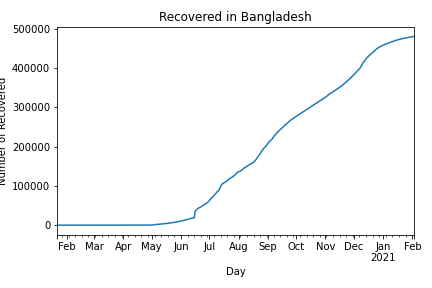 Recovered in Bangladesh
500000
400000
300000
200000
100000
0
Number of Recovered
Feb Mar Apr May Jun Jul Aug Sep Oct Nov Dec Jan Feb
2021
Day